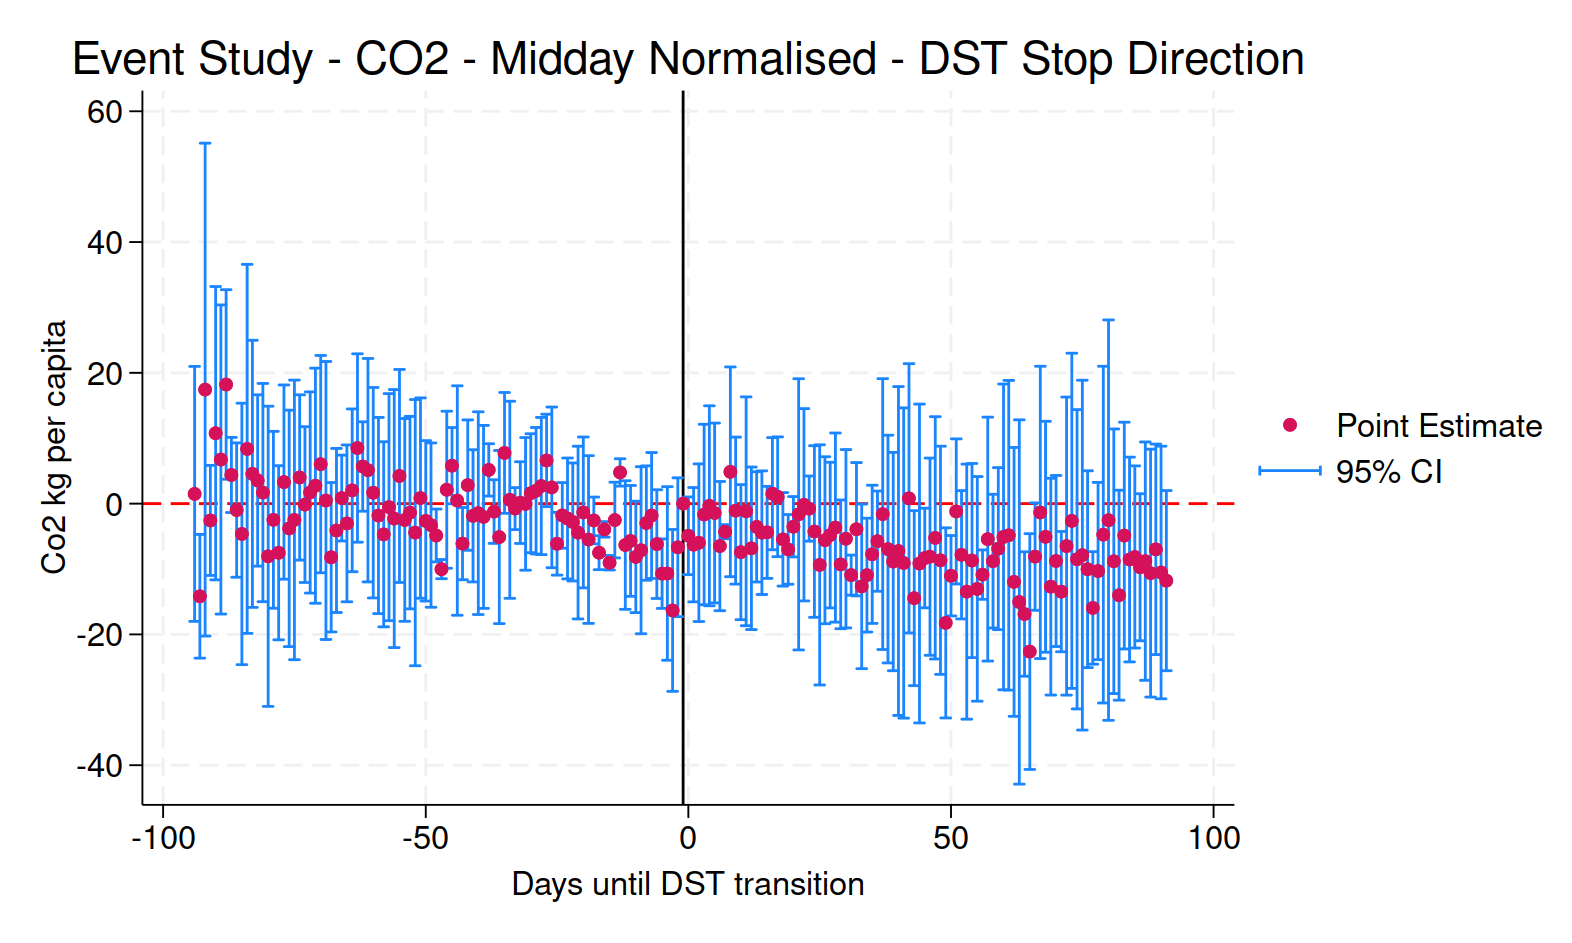 Event Study - CO2 - Midday Normalised - DST Stop Direction
60
40
20
0
-20
-40
Co2 kg per capita
-100
-50
0
50
100
Days until DST transition
Point Estimate
95% CI